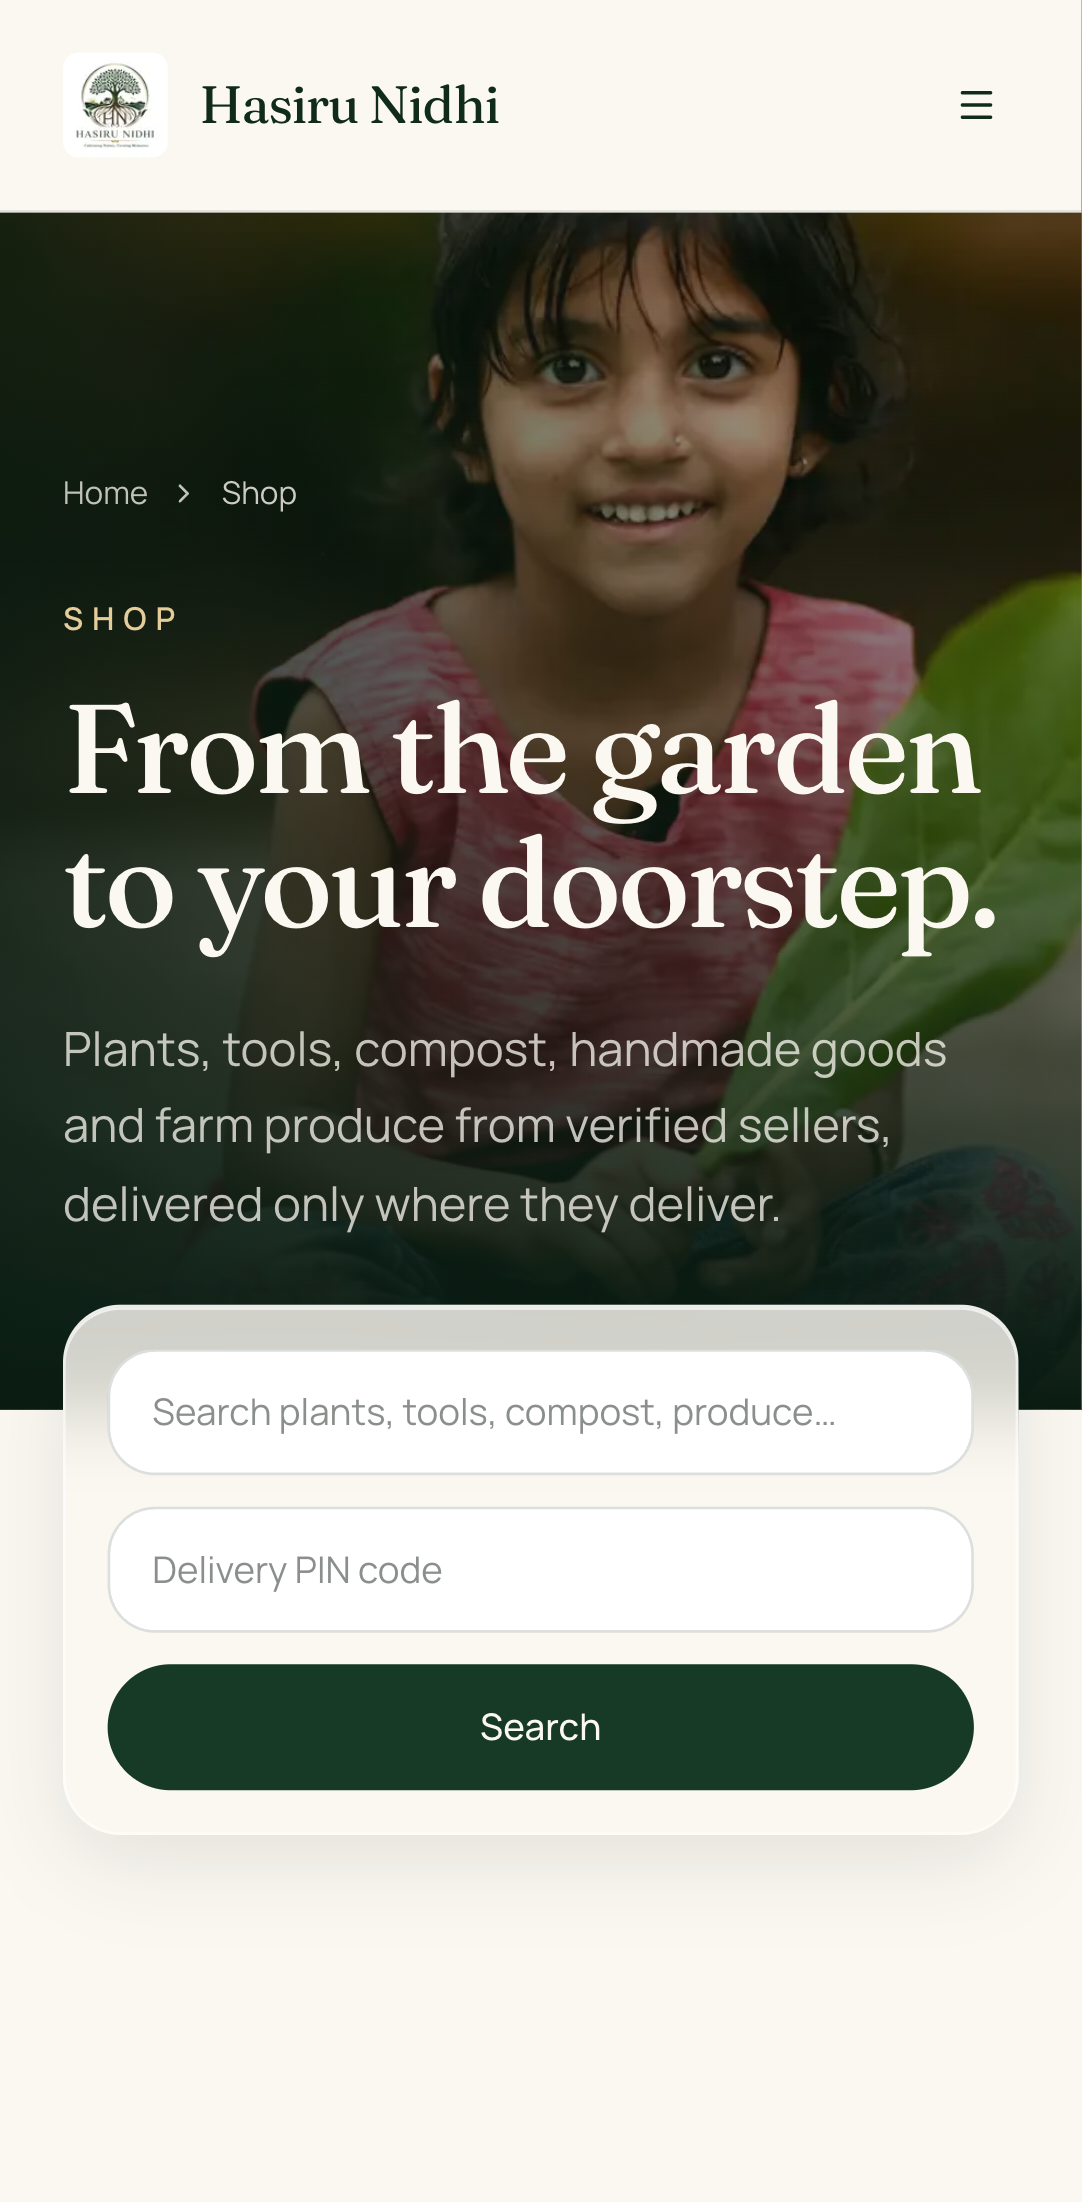 HN
HASIRU NIDHI
Hasiru Nidhi
Home > Shop
SHOP
From the garden
to your doorstep.
Plants, tools, compost, handmade goods
and farm produce from verified sellers,
delivered only where they deliver.
Search plants, tools, compost, produce...
Delivery PIN code
Search